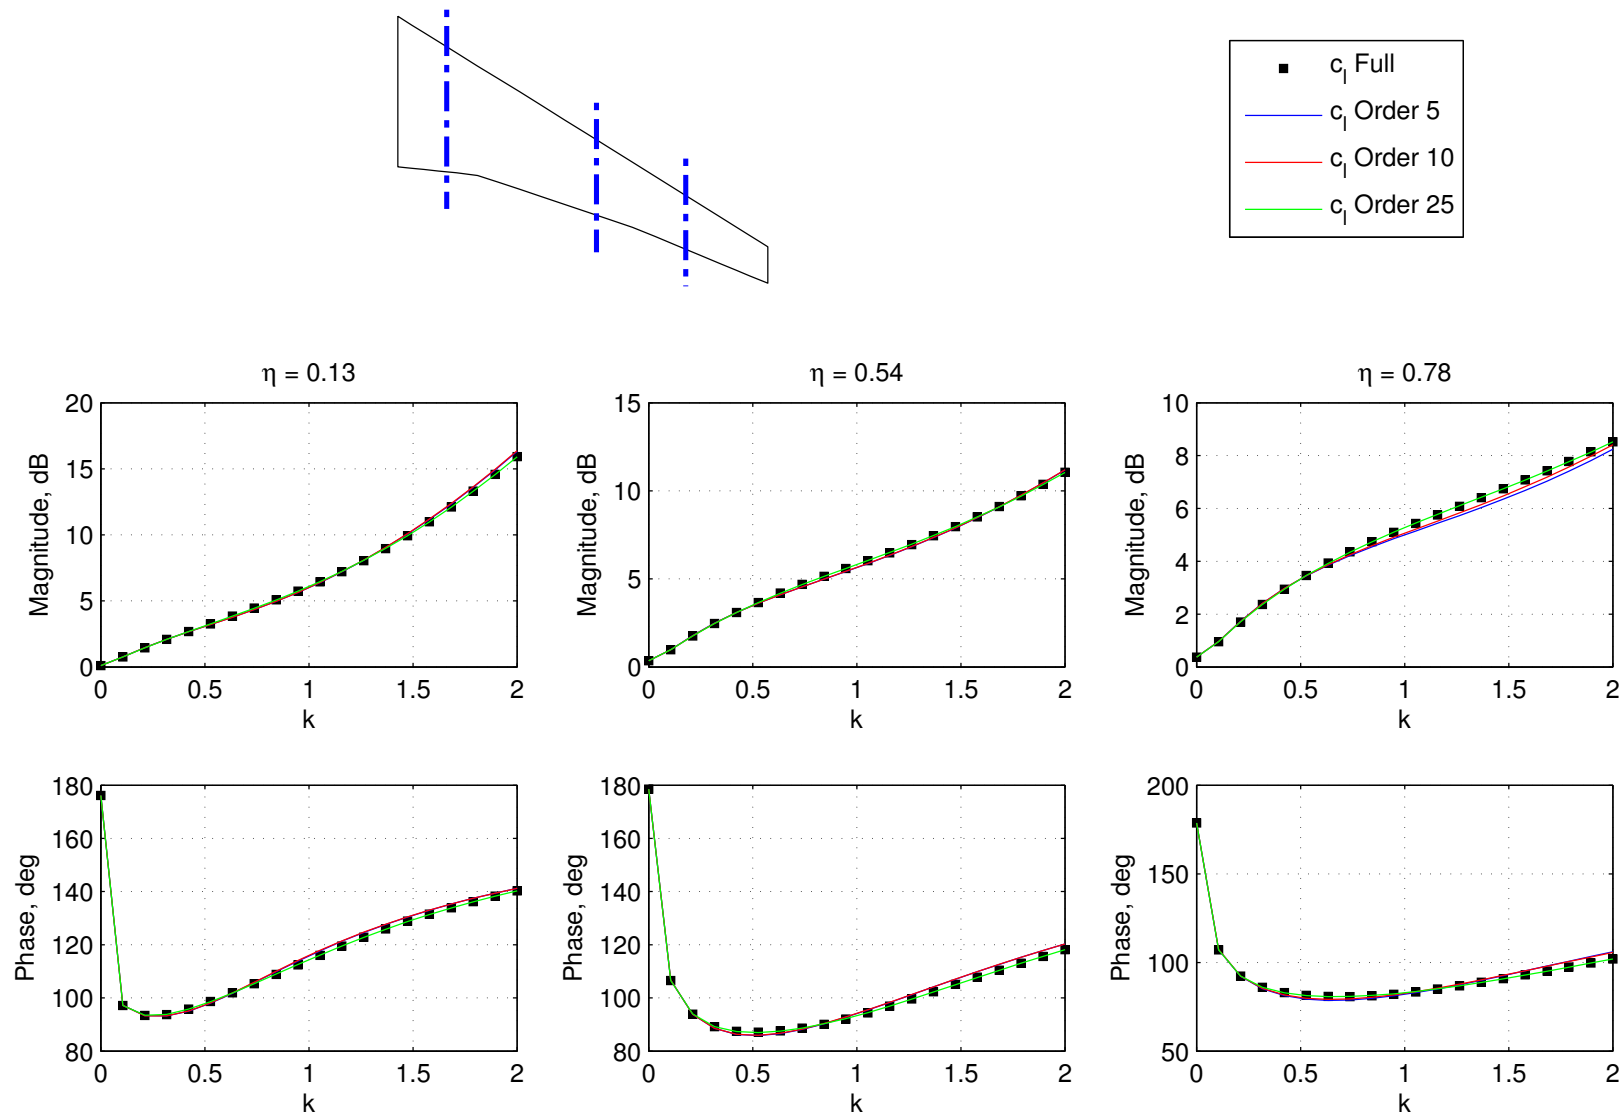 c_l Full
c_l Order 5
c_l Order 10
c_l Order 25
η = 0.13
20
15
10
5
0
0 0.5 1 1.5 2
Magnitude, dB
k
η = 0.54
15
10
5
0
0 0.5 1 1.5 2
Magnitude, dB
k
η = 0.78
10
8
6
4
2
0
0 0.5 1 1.5 2
Magnitude, dB
k
180
160
140
120
100
80
0 0.5 1 1.5 2
Phase, deg
k
180
160
140
120
100
80
0 0.5 1 1.5 2
Phase, deg
k
200
150
100
50
0 0.5 1 1.5 2
Phase, deg
k